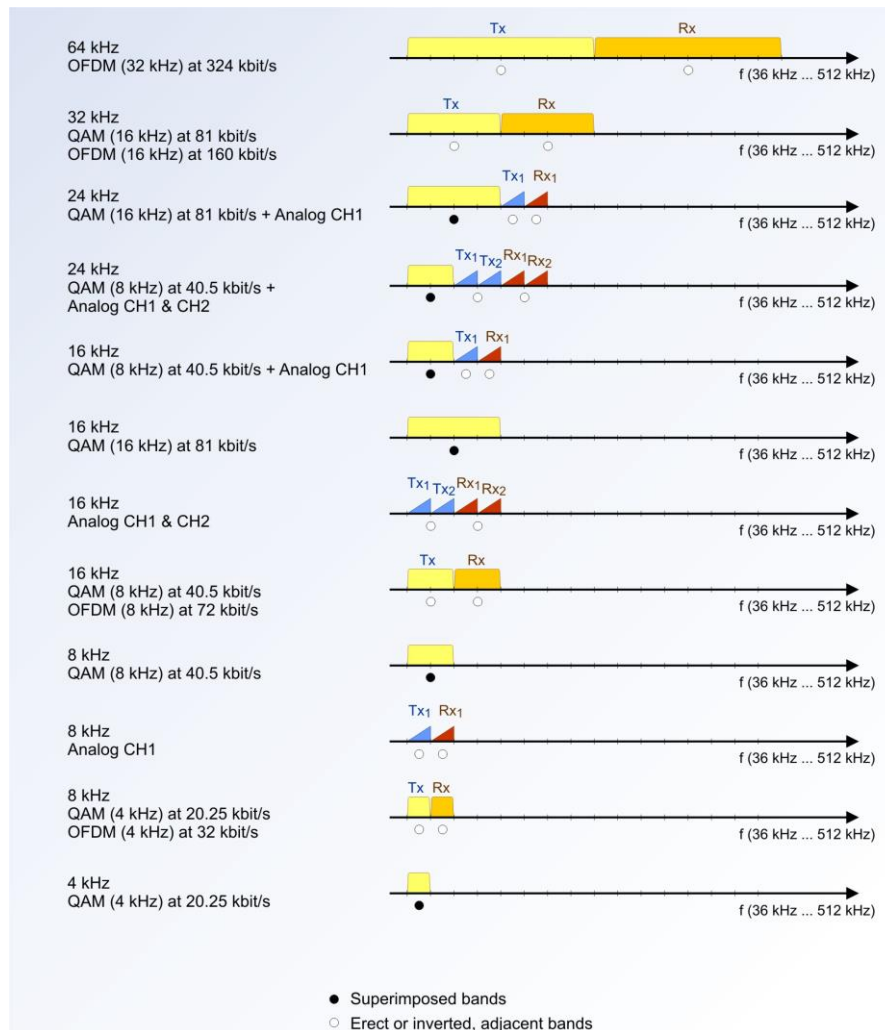 Tx Rx
64 kHz
OFDM (32 kHz) at 324 kbit/s
f (36 kHz ... 512 kHz)
Tx Rx
32 kHz
QAM (16 kHz) at 81 kbit/s
OFDM (16 kHz) at 160 kbit/s
f (36 kHz ... 512 kHz)
Tx1 Rx1
24 kHz
QAM (16 kHz) at 81 kbit/s + Analog CH1
f (36 kHz ... 512 kHz)
Tx1 Tx2 Rx1 Rx2
24 kHz
QAM (8 kHz) at 40.5 kbit/s +
Analog CH1 & CH2
f (36 kHz ... 512 kHz)
Tx1 Rx1
16 kHz
QAM (8 kHz) at 40.5 kbit/s + Analog CH1
f (36 kHz ... 512 kHz)
16 kHz
QAM (16 kHz) at 81 kbit/s
f (36 kHz ... 512 kHz)
Tx1 Tx2 Rx1 Rx2
16 kHz
Analog CH1 & CH2
f (36 kHz ... 512 kHz)
Tx Rx
16 kHz
QAM (8 kHz) at 40.5 kbit/s
OFDM (8 kHz) at 72 kbit/s
f (36 kHz ... 512 kHz)
8 kHz
QAM (8 kHz) at 40.5 kbit/s
f (36 kHz ... 512 kHz)
Tx1 Rx1
8 kHz
Analog CH1
f (36 kHz ... 512 kHz)
Tx Rx
8 kHz
QAM (4 kHz) at 20.25 kbit/s
OFDM (4 kHz) at 32 kbit/s
f (36 kHz ... 512 kHz)
4 kHz
QAM (4 kHz) at 20.25 kbit/s
f (36 kHz ... 512 kHz)
Superimposed bands
Erect or inverted, adjacent bands